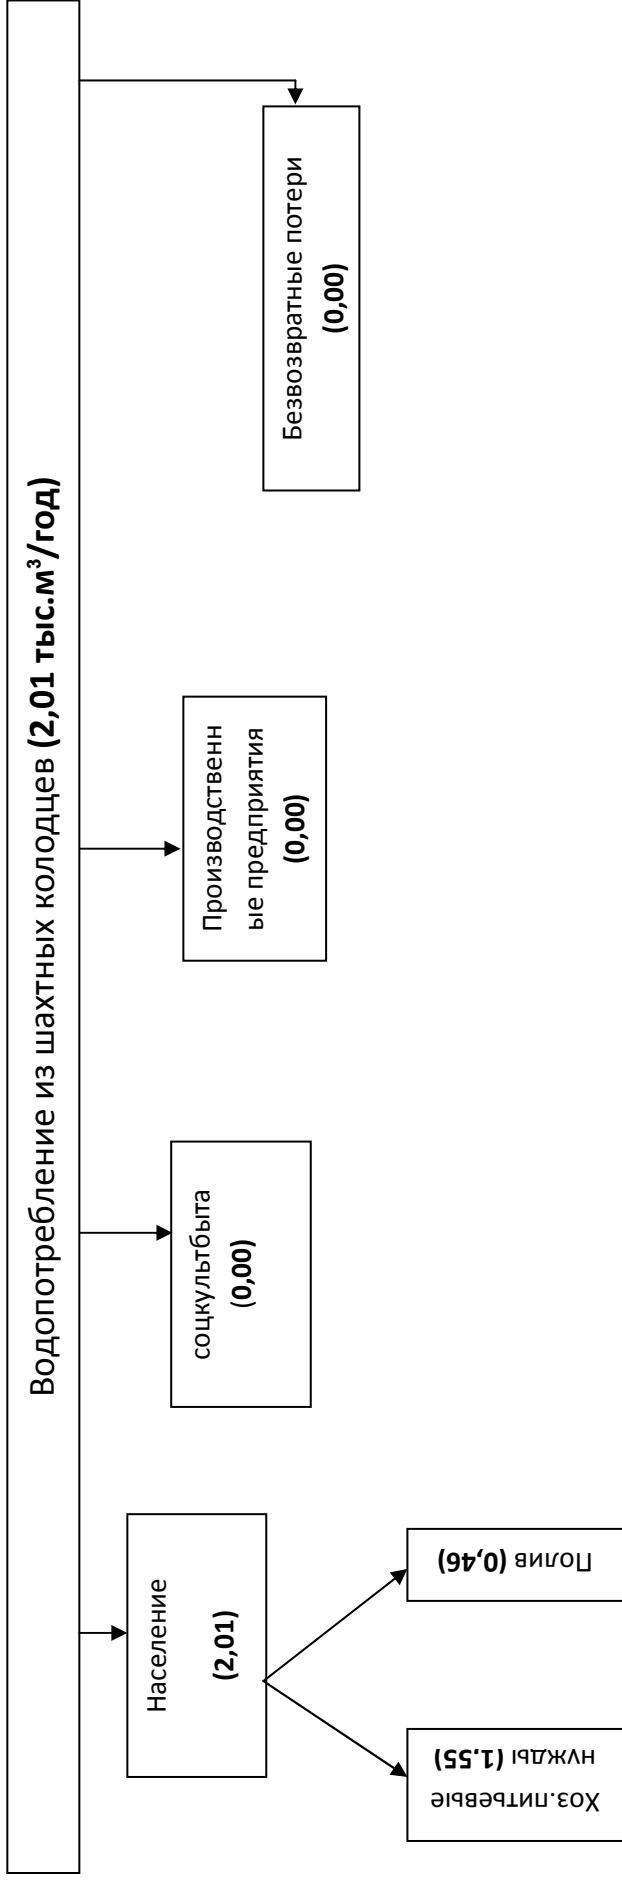 Водопотребление из шахтных колодцев (2,01 тыс.м³/год)
Население
(2,01)
соцкультбыта
(0,00)
Производственн
ые предприятия
(0,00)
Безвозвратные потери
(0,00)
Хоз.питьевые
нужды (1.55)
Полив (0,46)